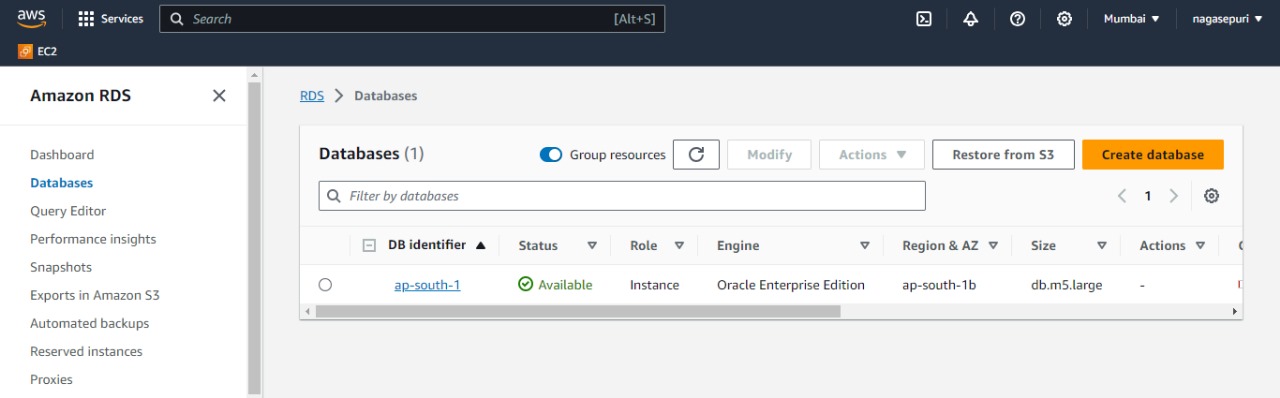 aws Services Search [Alt+S] Mumbai nagasepuri
EC2
Amazon RDS
Dashboard
Databases
Query Editor
Performance insights
Snapshots
Exports in Amazon S3
Automated backups
Reserved instances
Proxies
RDS Databases
Databases (1) Group resources Modify Actions Restore from S3 Create database
Filter by databases 1
DB identifier Status Role Engine Region & AZ Size Actions
ap-south-1 Available Instance Oracle Enterprise Edition ap-south-1b db.m5.large -